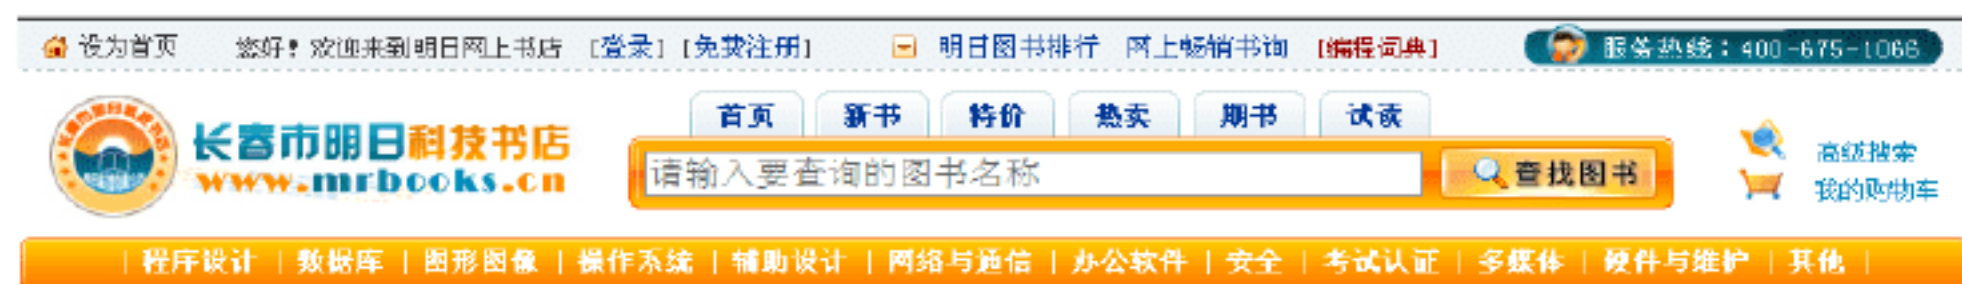 设为首页 您好！欢迎来到明日网上书店 [登录] [免费注册] 明日图书排行 网上畅销书询 [编程词典] 服务热线：400-675-1066
首页 新书 特价 热卖 期书 试读
长春市明日科技书店
www.mrbooks.cn
请输入要查询的图书名称 查找图书
高级搜索
我的购物车
程序设计 | 数据库 | 图形图像 | 操作系统 | 辅助设计 | 网络与通信 | 办公软件 | 安全 | 考试认证 | 多媒体 | 硬件与维护 | 其他